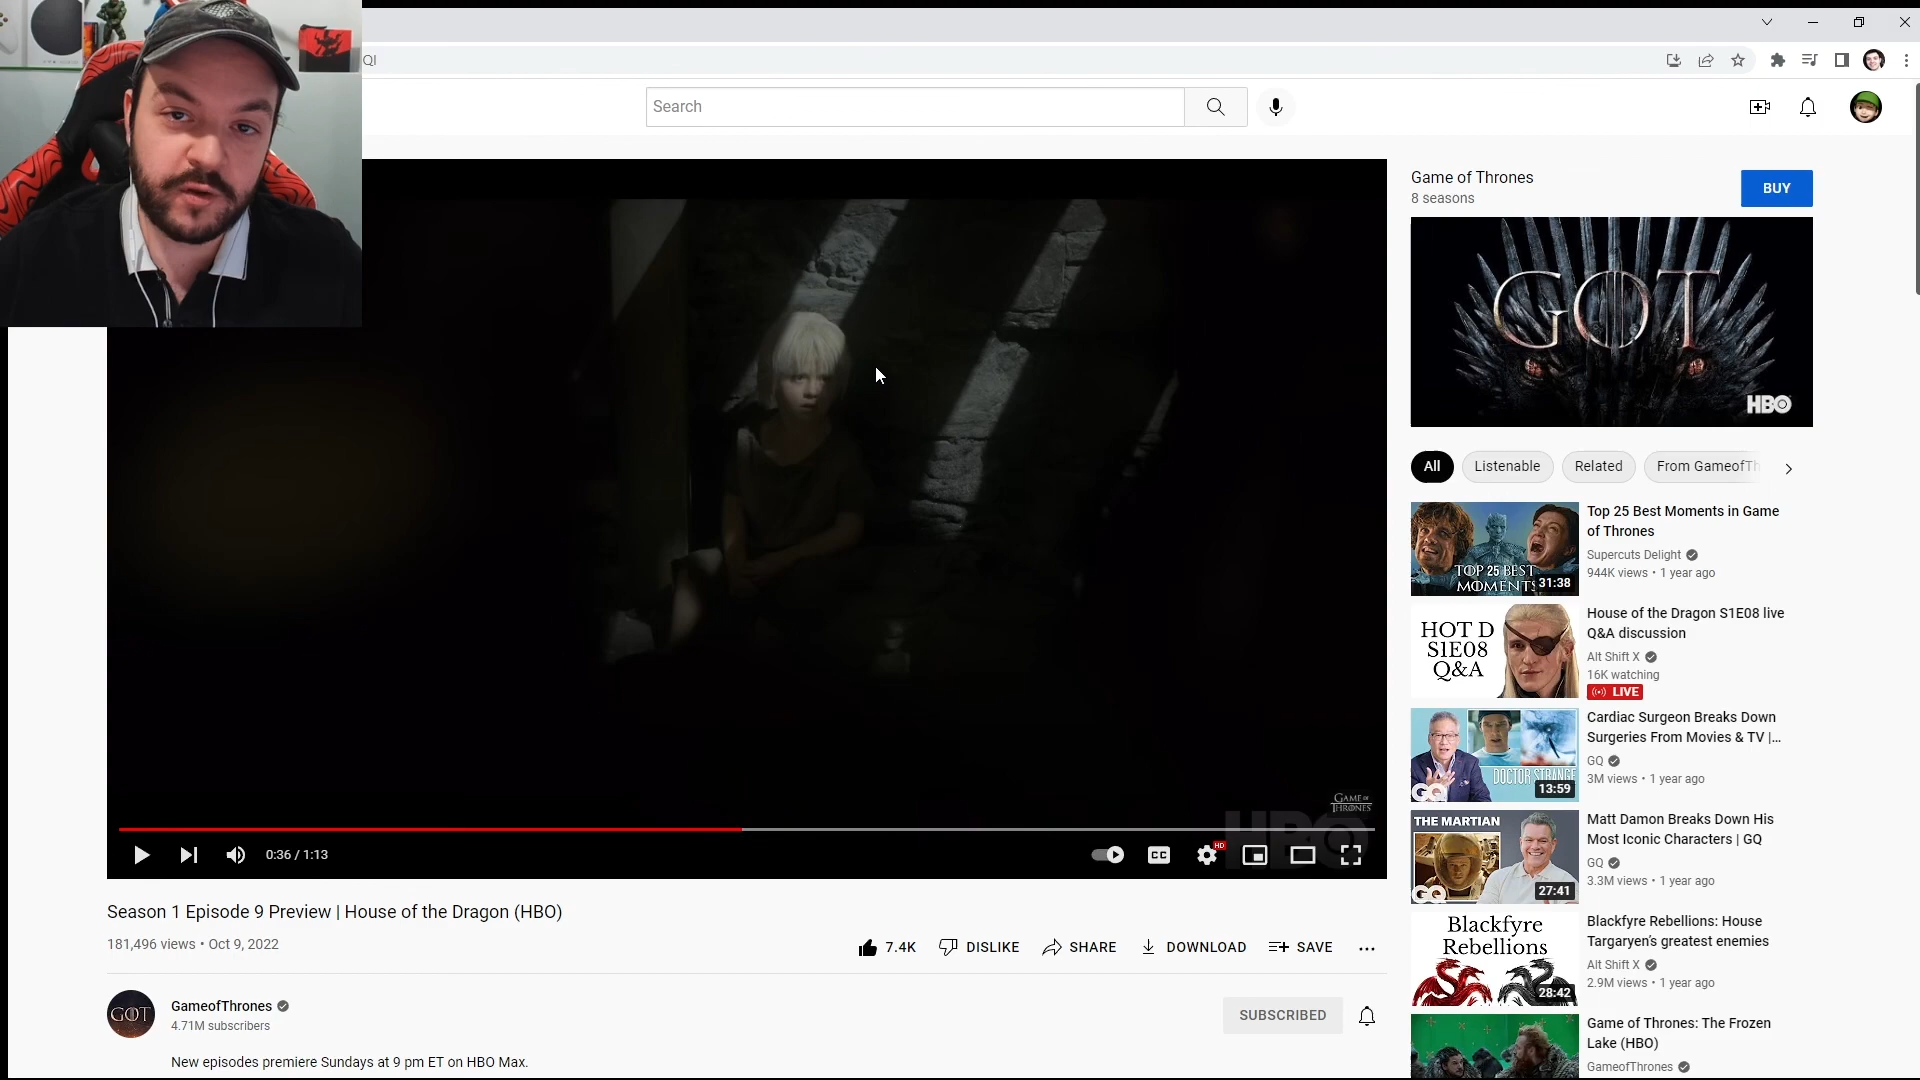 QI
Search
Game of Thrones
8 seasons
BUY
GOT
HBO
All
Listenable
Related
From GameofTh
Top 25 Best Moments in Game
of Thrones
Supercuts Delight
944K views • 1 year ago
TOP 25 BEST
MOMENTS
31:38
House of the Dragon S1E08 live
Q&A discussion
Alt Shift X
16K watching
LIVE
HOT D
S1E08
Q&A
Cardiac Surgeon Breaks Down
Surgeries From Movies & TV |...
GQ
3M views • 1 year ago
DOCTOR STRANGE
GQ
13:59
Matt Damon Breaks Down His
Most Iconic Characters | GQ
GQ
3.3M views • 1 year ago
THE MARTIAN
GQ
27:41
Blackfyre Rebellions: House
Targaryen's greatest enemies
Alt Shift X
2.9M views • 1 year ago
Blackfyre
Rebellions
28:42
Game of Thrones: The Frozen
Lake (HBO)
GameofThrones
GAME OF
THRONES
HBO
0:36 / 1:13
CC
HD
Season 1 Episode 9 Preview | House of the Dragon (HBO)
181,496 views • Oct 9, 2022
7.4K
DISLIKE
SHARE
DOWNLOAD
SAVE
GOT
GameofThrones
4.71M subscribers
SUBSCRIBED
New episodes premiere Sundays at 9 pm ET on HBO Max.